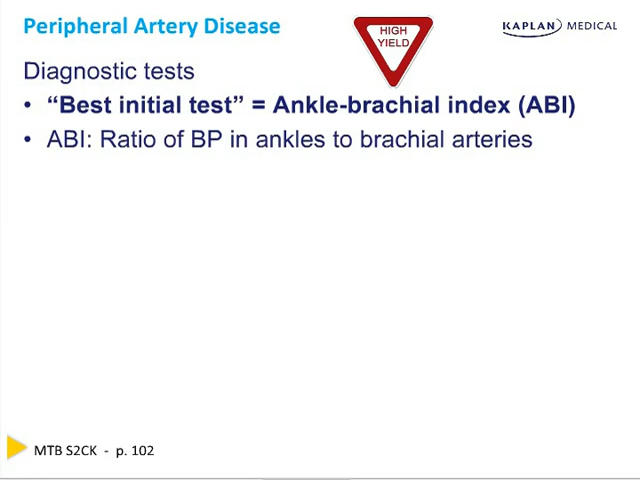 Peripheral Artery Disease
HIGH
YIELD
KAPLAN MEDICAL
Diagnostic tests
• “Best initial test” = Ankle-brachial index (ABI)
• ABI: Ratio of BP in ankles to brachial arteries
MTB S2CK - p. 102